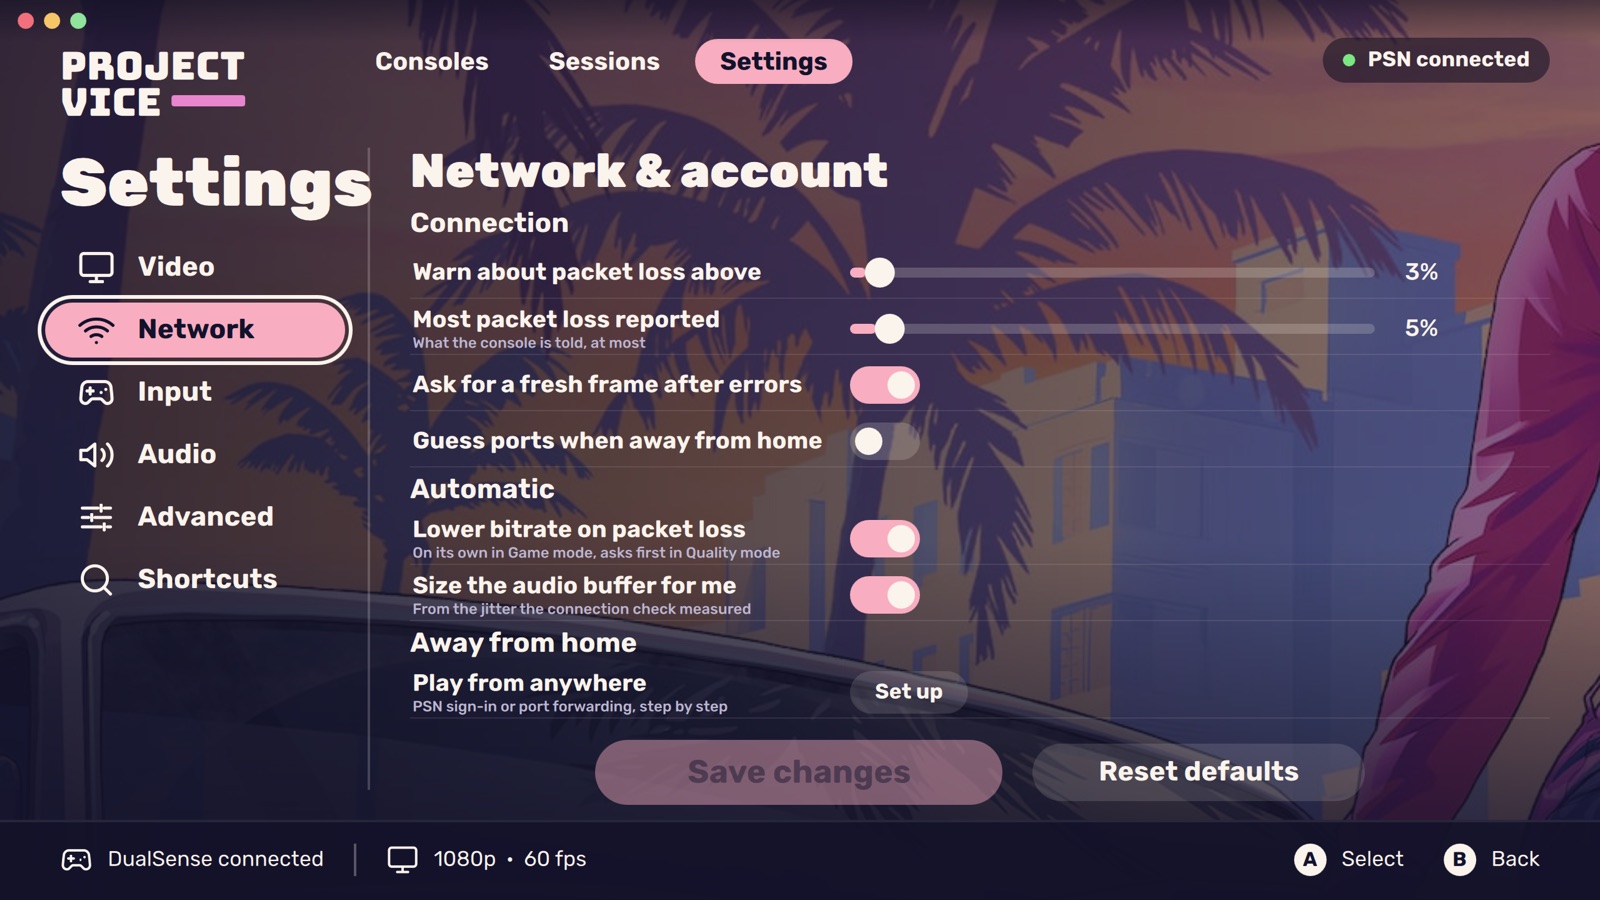 PROJECT
VICE
Consoles
Sessions
Settings
PSN connected
Settings
Video
Network
Input
Audio
Advanced
Shortcuts
Network & account
Connection
Warn about packet loss above
3%
Most packet loss reported
What the console is told, at most
5%
Ask for a fresh frame after errors
Guess ports when away from home
Automatic
Lower bitrate on packet loss
On its own in Game mode, asks first in Quality mode
Size the audio buffer for me
From the jitter the connection check measured
Away from home
Play from anywhere
PSN sign-in or port forwarding, step by step
Set up
Save changes
Reset defaults
DualSense connected
1080p • 60 fps
A Select
B Back